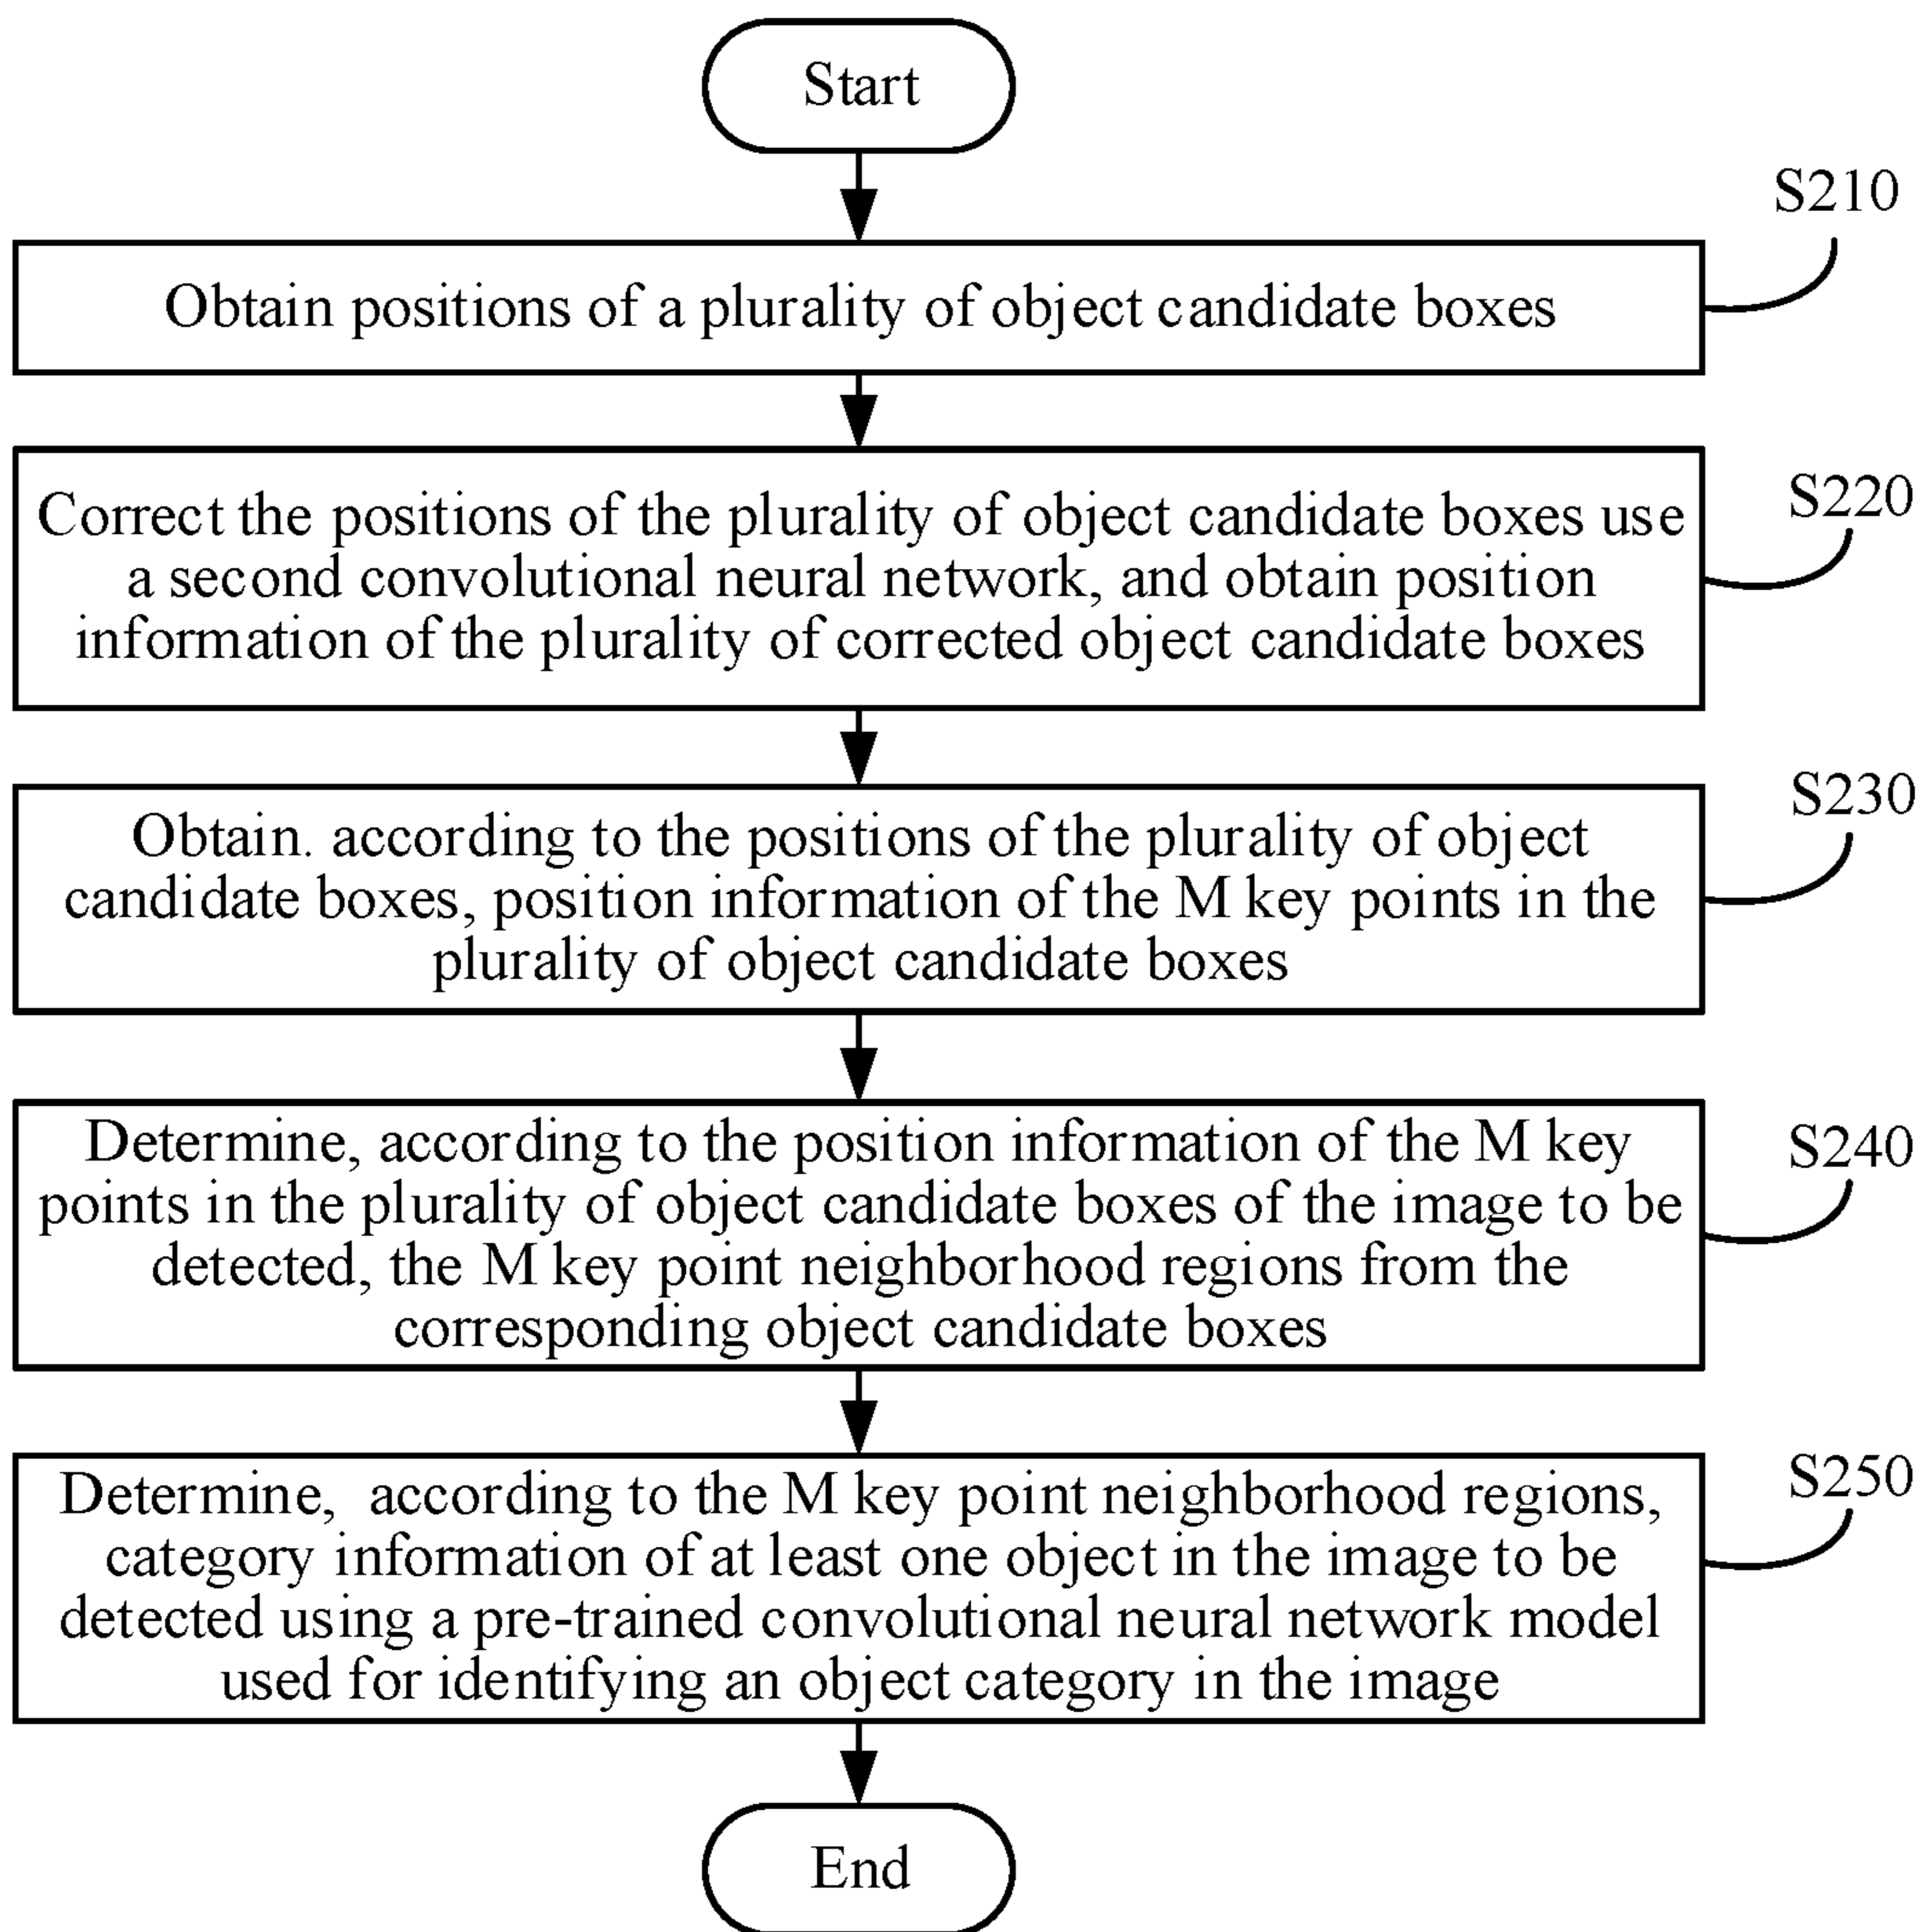 Start
S210
Obtain positions of a plurality of object candidate boxes
S220
Correct the positions of the plurality of object candidate boxes use
a second convolutional neural network, and obtain position
information of the plurality of corrected object candidate boxes
S230
Obtain. according to the positions of the plurality of object
candidate boxes, position information of the M key points in the
plurality of object candidate boxes
S240
Determine, according to the position information of the M key
points in the plurality of object candidate boxes of the image to be
detected, the M key point neighborhood regions from the
corresponding object candidate boxes
S250
Determine, according to the M key point neighborhood regions,
category information of at least one object in the image to be
detected using a pre-trained convolutional neural network model
used for identifying an object category in the image
End